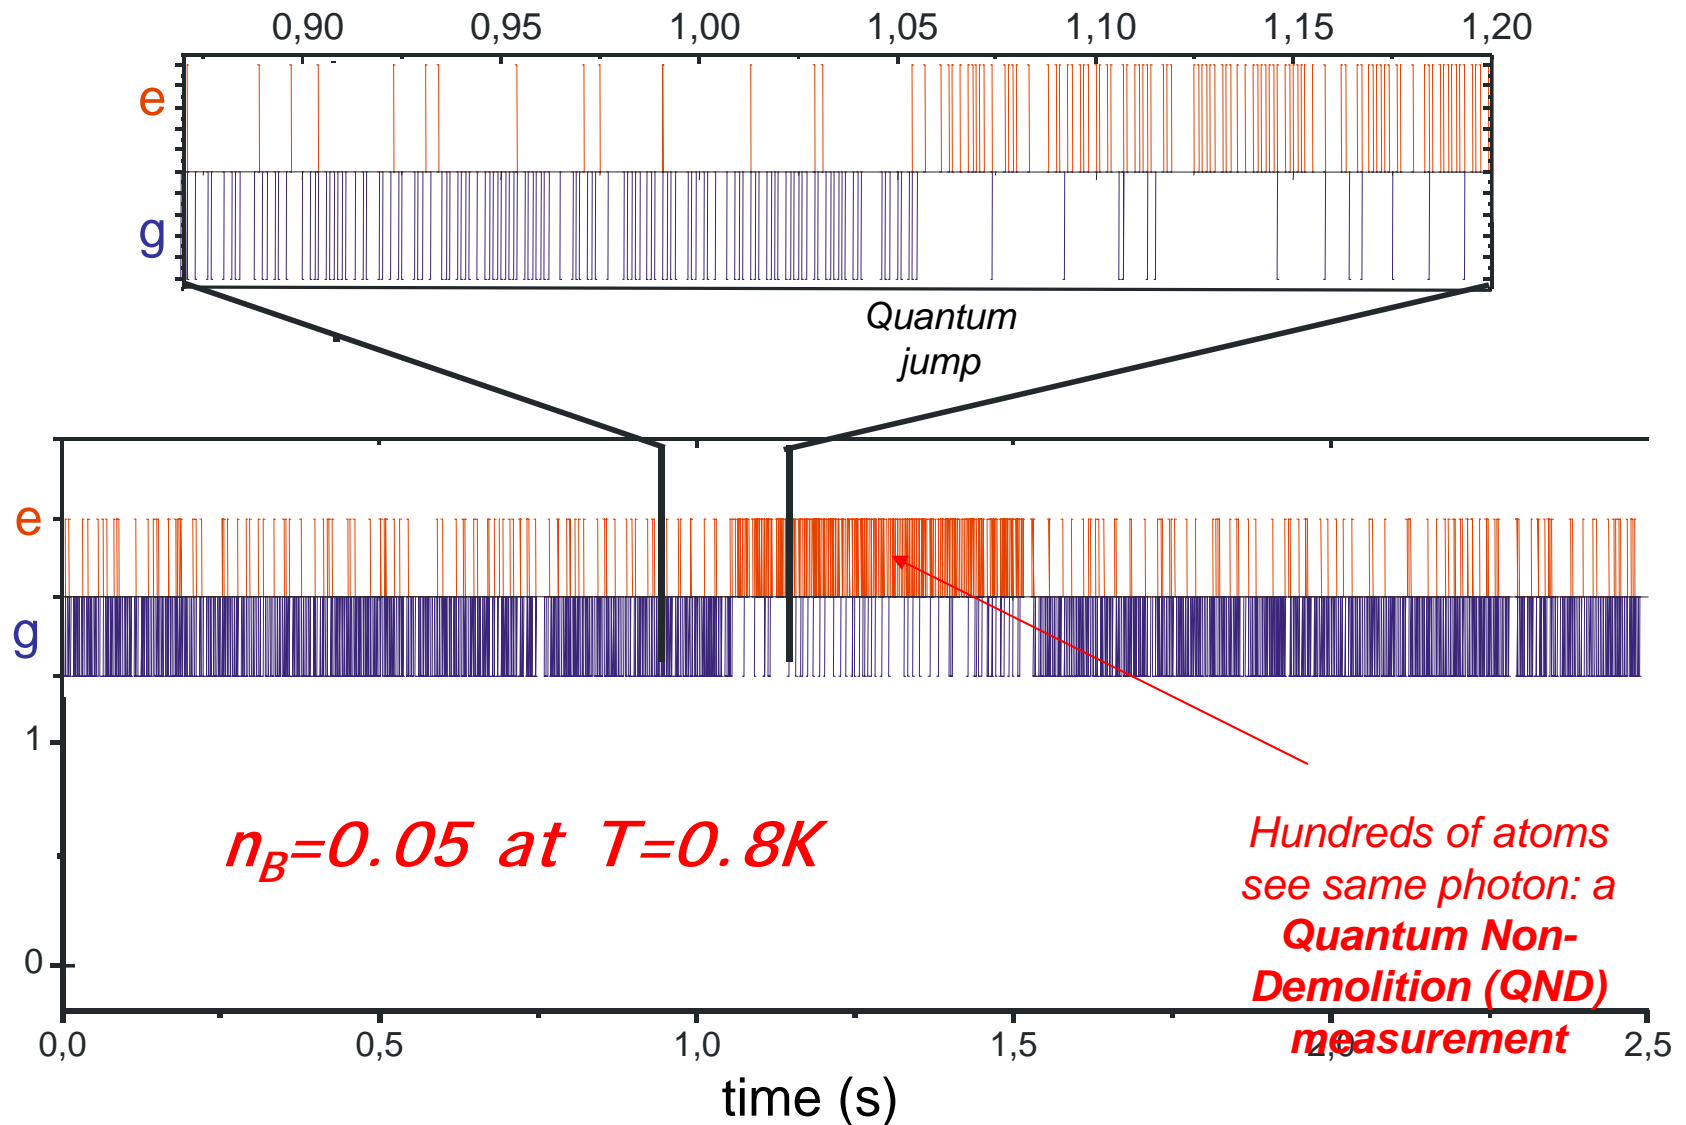 0,90 0,95 1,00 1,05 1,10 1,15 1,20
e
g
Quantum
jump
e
g
1
n_B=0.05 at T=0.8K
Hundreds of atoms
see same photon: a
Quantum Non-
Demolition (QND)
measurement
0
0,0 0,5 1,0 1,5 2,0 2,5
time (s)